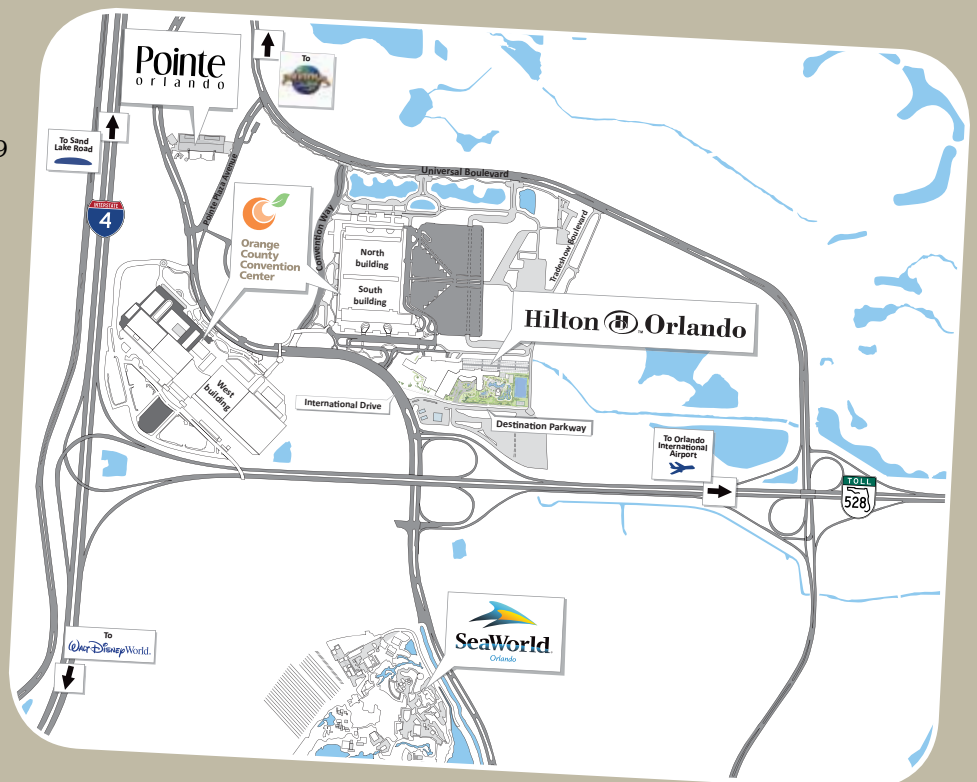 Pointe
orlando
To
9
To Sand
Lake Road
INTERSTATE
4
Universal Boulevard
Pointe Plaza Avenue
Convention Way
Tradeshow Boulevard
Orange
County
Convention
Center
North
building
South
building
Hilton Orlando
West
building
International Drive
Destination Parkway
To Orlando
International
Airport
TOLL
528
SeaWorld
Orlando
To
WALT DISNEY World.